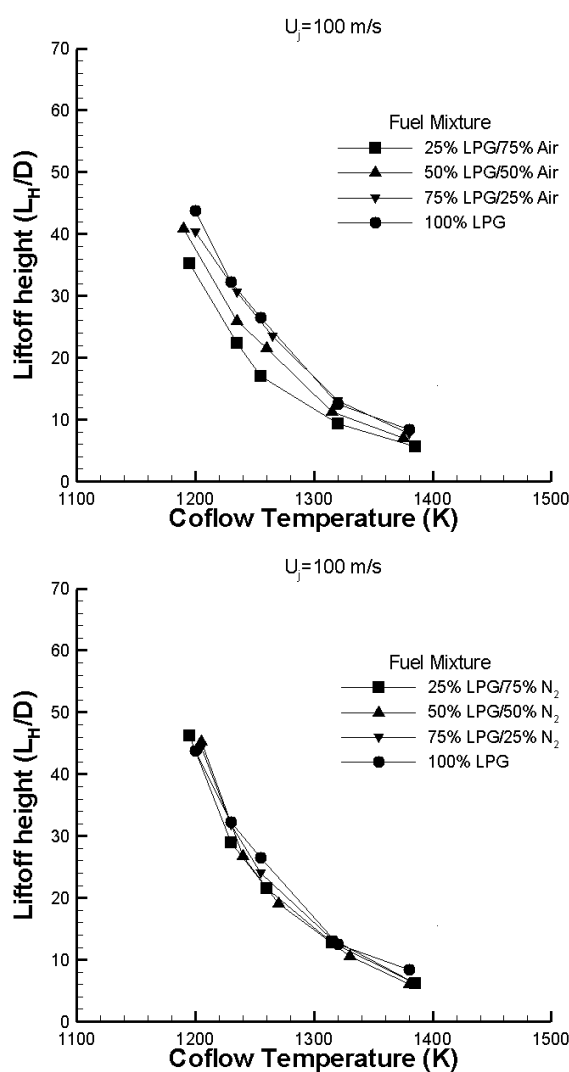 U_j=100 m/s
70
60
50
40
30
20
10
0
Liftoff height (L_H/D)
Fuel Mixture
25% LPG/75% Air
50% LPG/50% Air
75% LPG/25% Air
100% LPG
1100 1200 1300 1400 1500
Coflow Temperature (K)
U_j=100 m/s
70
60
50
40
30
20
10
0
Liftoff height (L_H/D)
Fuel Mixture
25% LPG/75% N₂
50% LPG/50% N₂
75% LPG/25% N₂
100% LPG
1100 1200 1300 1400 1500
Coflow Temperature (K)